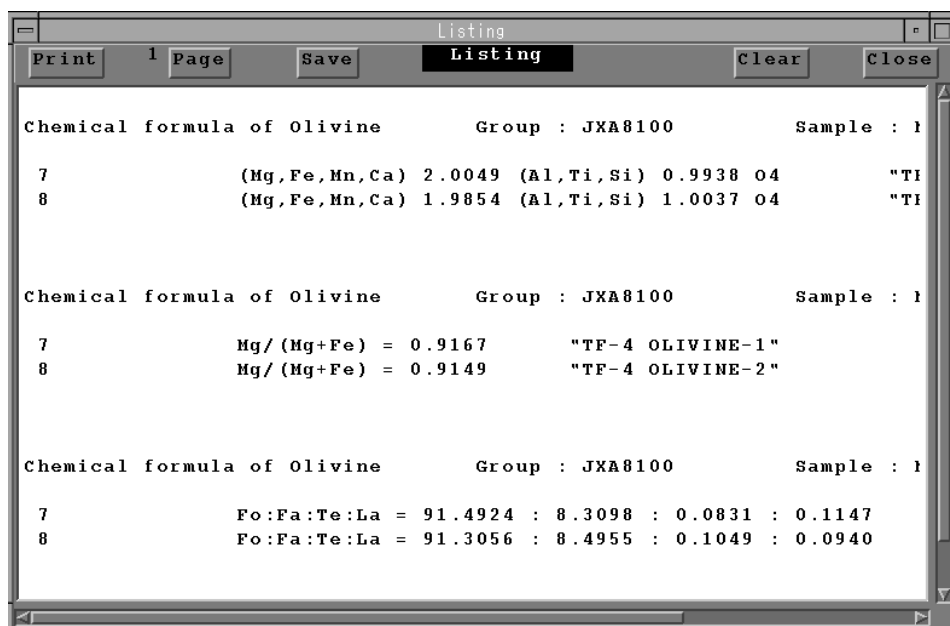 Listing
Print 1 Page Save Listing Clear Close
Chemical formula of Olivine Group : JXA8100 Sample :
7 (Mg,Fe,Mn,Ca) 2.0049 (Al,Ti,Si) 0.9938 O4
8 (Mg,Fe,Mn,Ca) 1.9854 (Al,Ti,Si) 1.0037 O4
Chemical formula of Olivine Group : JXA8100 Sample :
7 Mg/(Mg+Fe) = 0.9167 "TF-4 OLIVINE-1"
8 Mg/(Mg+Fe) = 0.9149 "TF-4 OLIVINE-2"
Chemical formula of Olivine Group : JXA8100 Sample :
7 Fo:Fa:Te:La = 91.4924 : 8.3098 : 0.0831 : 0.1147
8 Fo:Fa:Te:La = 91.3056 : 8.4955 : 0.1049 : 0.0940